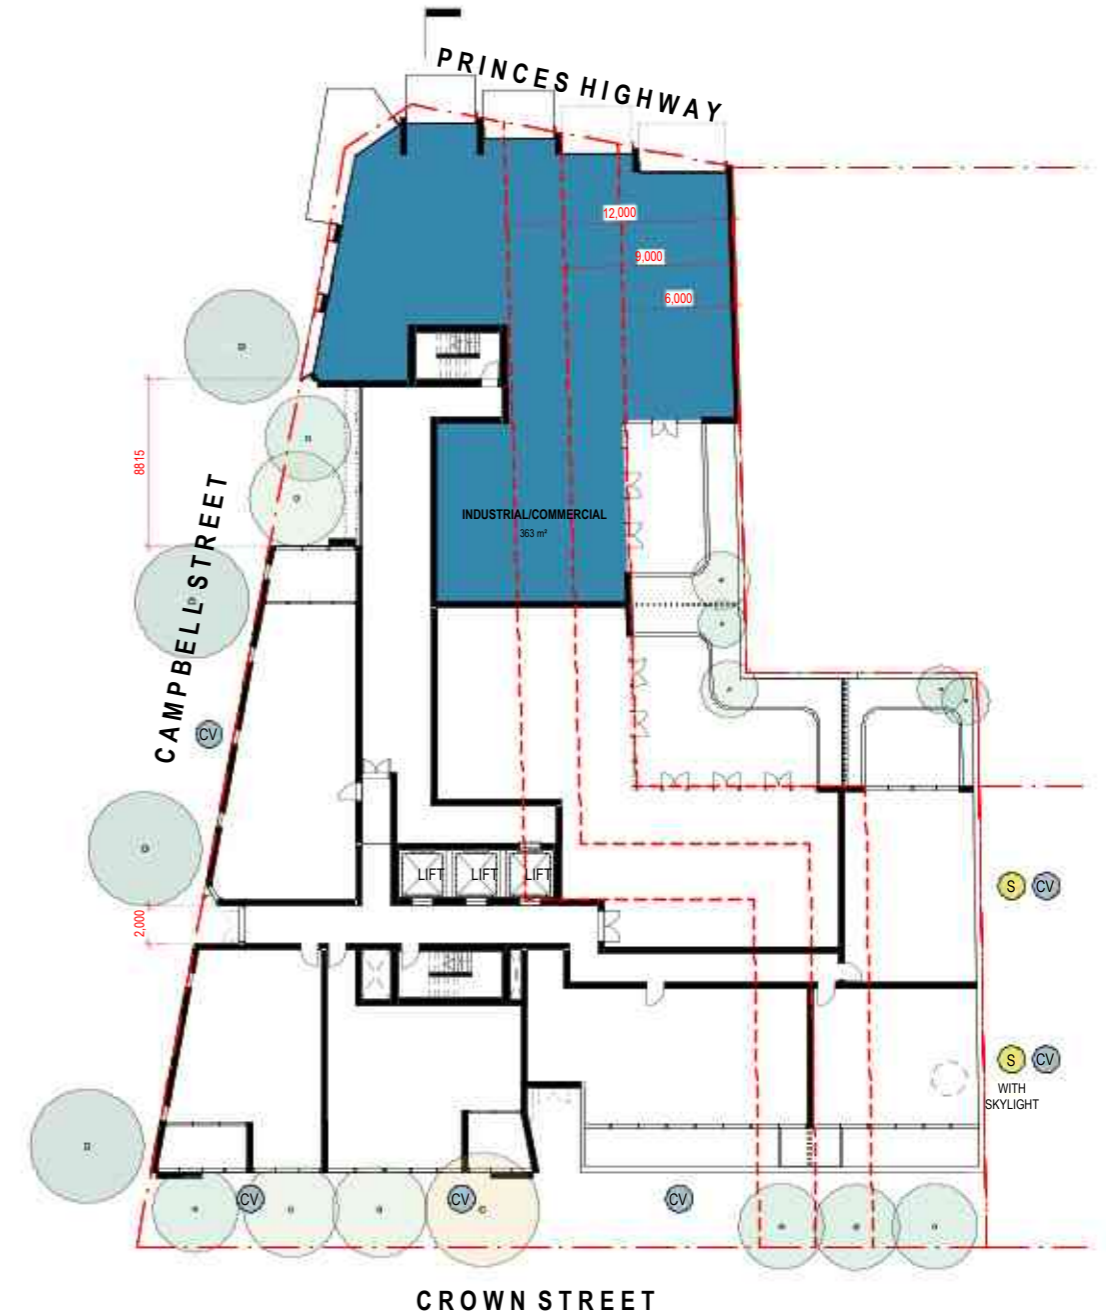 PRINCES HIGHWAY
12,000
9,000
6,000
8815
CAMPBELL STREET
INDUSTRIAL/COMMERCIAL
363 m²
CV
LIFT
LIFT
LIFT
S
CV
2,000
S
CV
WITH
SKYLIGHT
CV
CV
CV
CROWN STREET